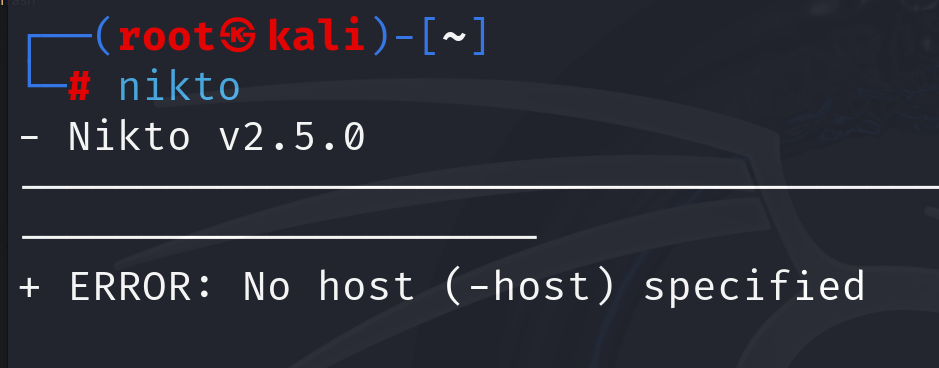 (root㉿kali)-[~]
# nikto
- Nikto v2.5.0
+ ERROR: No host (-host) specified